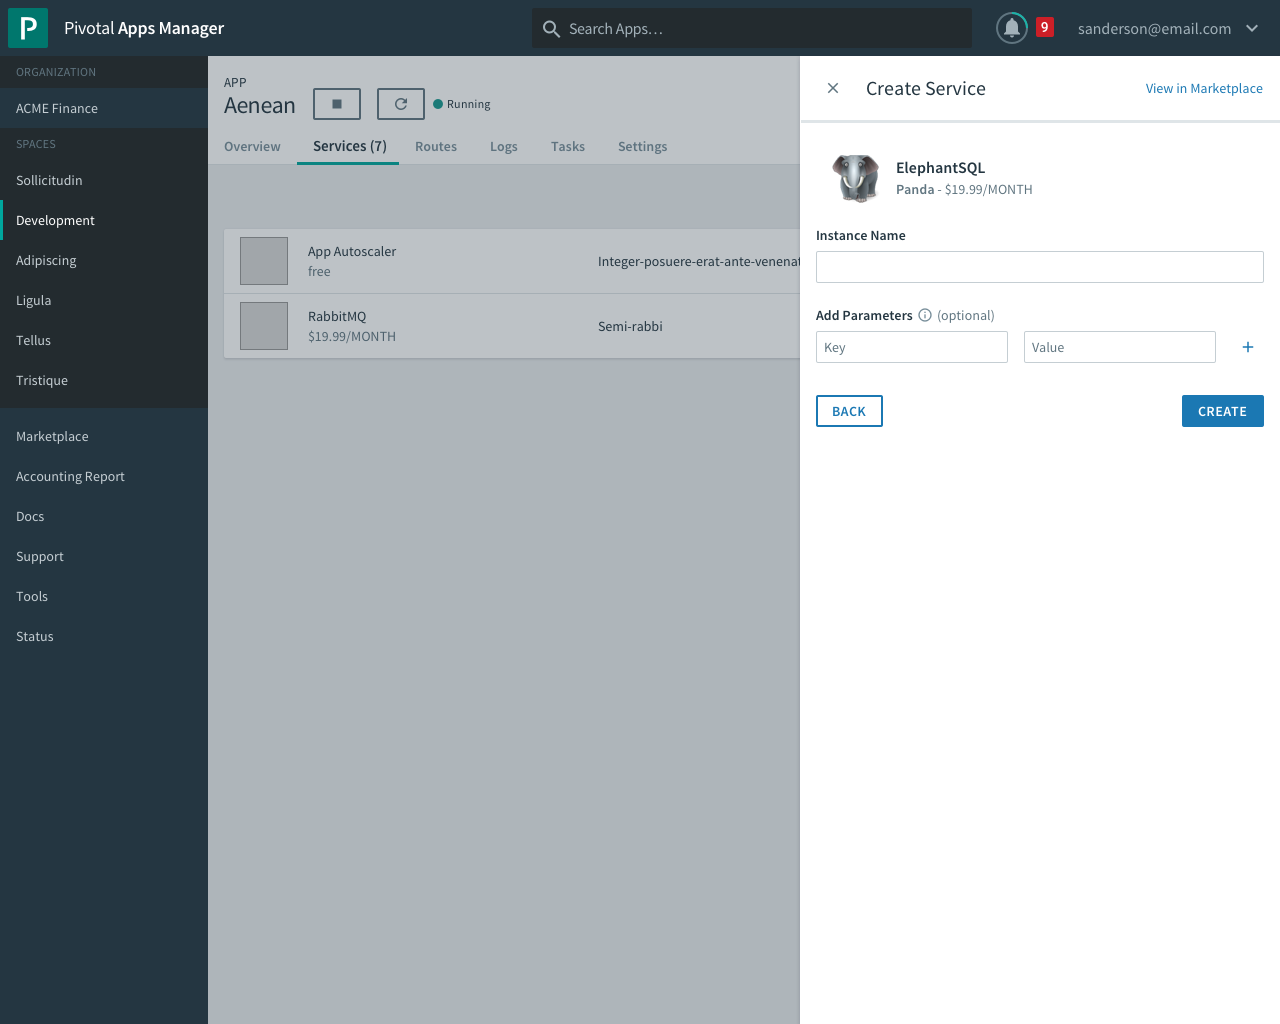 P Pivotal Apps Manager
Search Apps…
9
sanderson@email.com
ORGANIZATION
ACME Finance
SPACES
Sollicitudin
Development
Adipiscing
Ligula
Tellus
Tristique
Marketplace
Accounting Report
Docs
Support
Tools
Status
APP
Aenean
Running
Overview Services (7) Routes Logs Tasks Settings
App Autoscaler
free
Integer-posuere-erat-ante-venenat
RabbitMQ
$19.99/MONTH
Semi-rabbi
Create Service
View in Marketplace
ElephantSQL
Panda - $19.99/MONTH
Instance Name
Add Parameters (optional)
Key
Value
BACK
CREATE